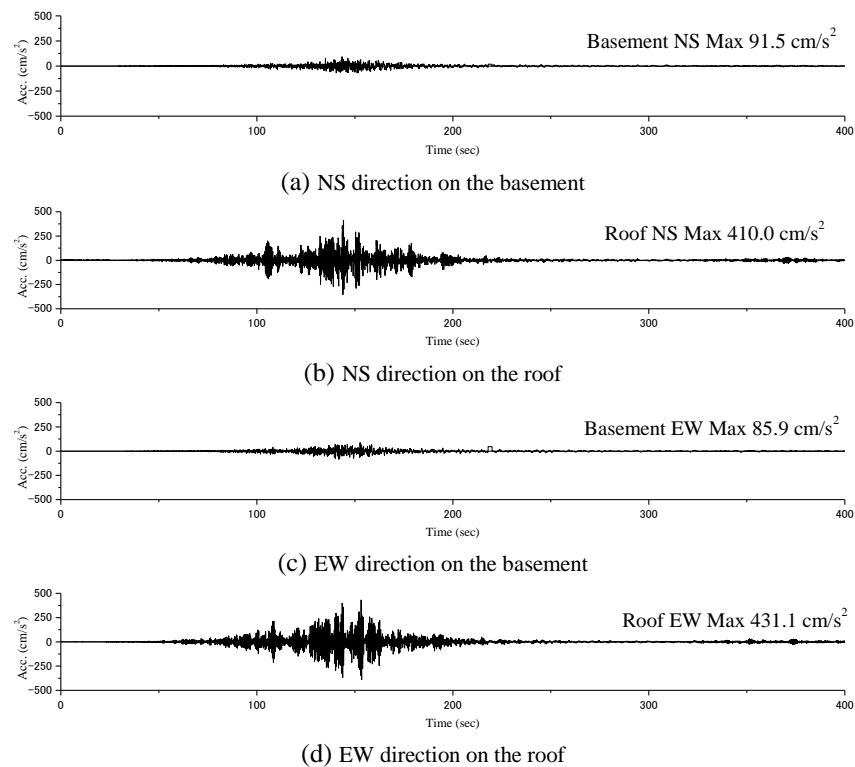 500
250
0
−250
−500
Acc. (cm/s²)
Basement NS Max 91.5 cm/s²
0 100 200 300 400
Time (sec)
(a) NS direction on the basement
500
250
0
−250
−500
Acc. (cm/s²)
Roof NS Max 410.0 cm/s²
0 100 200 300 400
Time (sec)
(b) NS direction on the roof
500
250
0
−250
−500
Acc. (cm/s²)
Basement EW Max 85.9 cm/s²
0 100 200 300 400
Time (sec)
(c) EW direction on the basement
500
250
0
−250
−500
Acc. (cm/s²)
Roof EW Max 431.1 cm/s²
0 100 200 300 400
Time (sec)
(d) EW direction on the roof